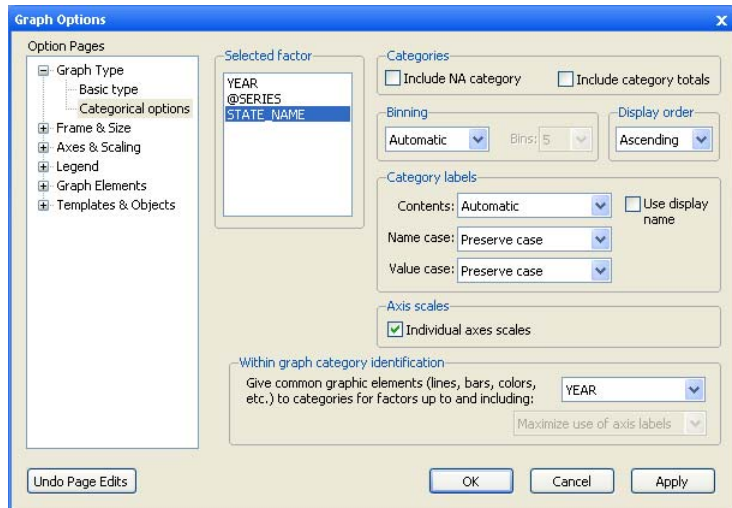 Graph Options
x
Option Pages
Graph Type
Basic type
Categorical options
Frame & Size
Axes & Scaling
Legend
Graph Elements
Templates & Objects
Selected factor
YEAR
@SERIES
STATE_NAME
Categories
Include NA category
Include category totals
Binning
Automatic
Bins: 5
Display order
Ascending
Category labels
Contents: Automatic
Use display
name
Name case: Preserve case
Value case: Preserve case
Axis scales
Individual axes scales
Within graph category identification
Give common graphic elements (lines, bars, colors,
etc.) to categories for factors up to and including:
YEAR
Maximize use of axis labels
Undo Page Edits
OK
Cancel
Apply